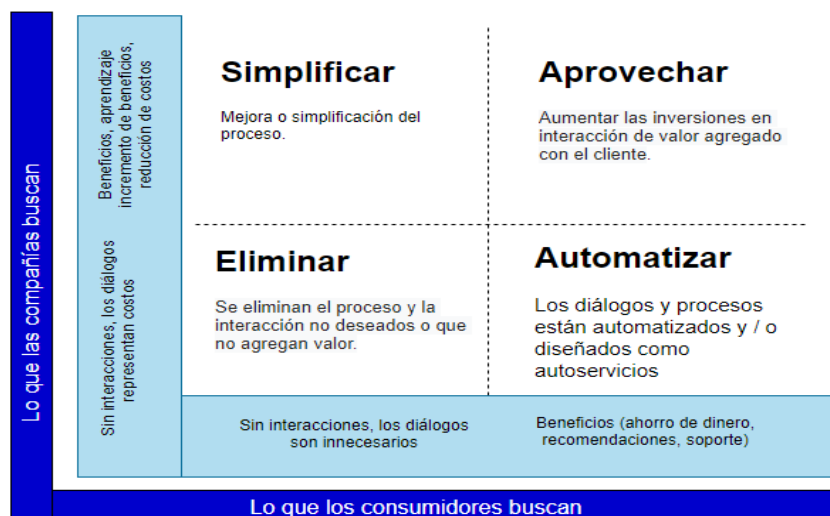 Lo que las compañías buscan
Beneficios, aprendizaje
incremento de beneficios,
reducción de costos
Sin interacciones, los diálogos
representan costos
Simplificar
Mejora o simplificación del
proceso.
Aprovechar
Aumentar las inversiones en
interacción de valor agregado
con el cliente.
Eliminar
Se eliminan el proceso y la
interacción no deseados o que
no agregan valor.
Automatizar
Los diálogos y procesos
están automatizados y / o
diseñados como
autoservicios
Sin interacciones, los diálogos
son innecesarios
Beneficios (ahorro de dinero,
recomendaciones, soporte)
Lo que los consumidores buscan